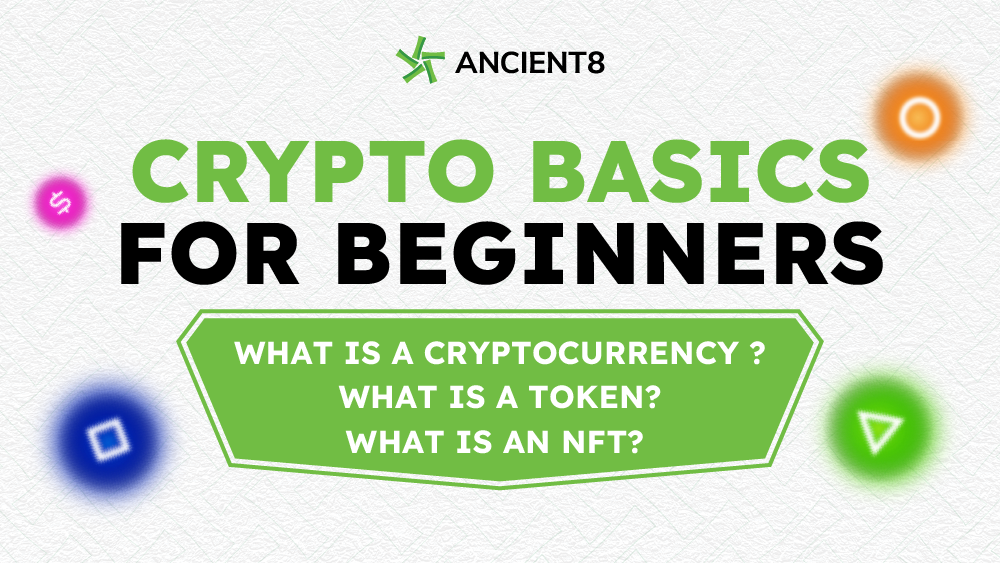 ANCIENT8
CRYPTO BASICS
FOR BEGINNERS
WHAT IS A CRYPTOCURRENCY ?
WHAT IS A TOKEN?
WHAT IS AN NFT?
$